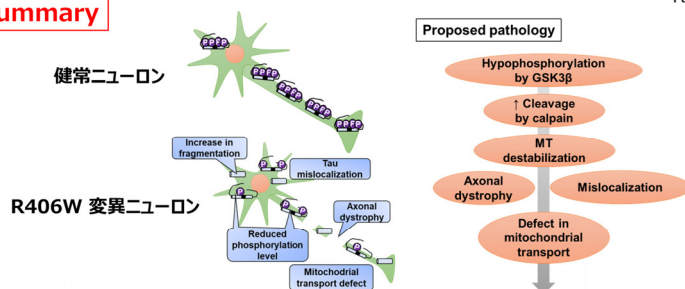 ummary
健常ニューロン
P P P P
P P P P
P P P P
P P P P
P P P P
Increase in
fragmentation
Tau
mislocalization
P P
P
P
P
R406W 変異ニューロン
Axonal
dystrophy
Reduced
phosphorylation
level
Mitochodrial
transport defect
Proposed pathology
Hypophosphorylation
by GSK3β
↑ Cleavage
by calpain
MT
destabilization
Axonal
dystrophy
Mislocalization
Defect in
mitochondrial
transport